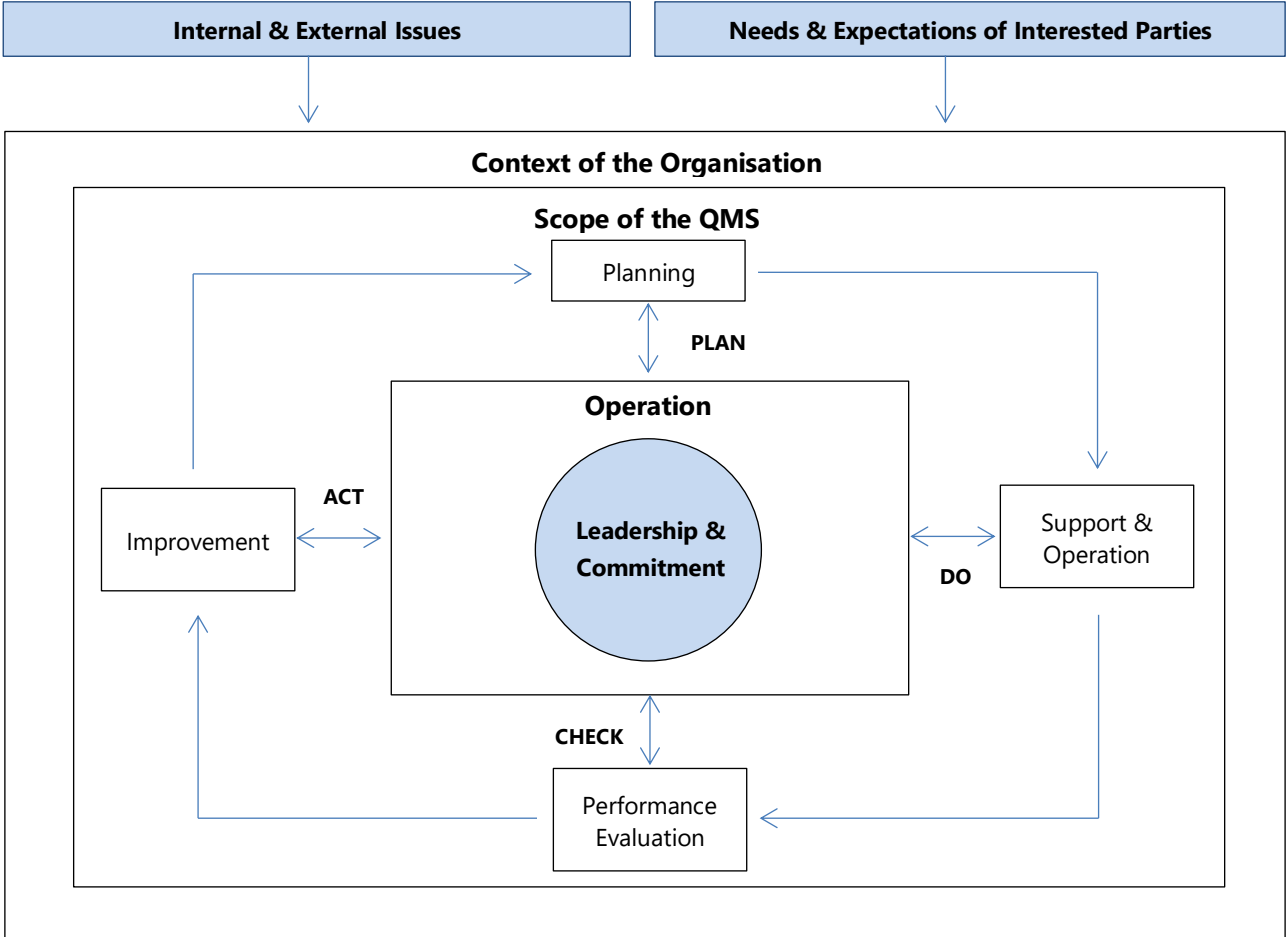 Internal & External Issues
Needs & Expectations of Interested Parties
Context of the Organisation
Scope of the QMS
Planning
PLAN
Operation
Leadership &
Commitment
ACT
Improvement
Support &
Operation
DO
CHECK
Performance
Evaluation